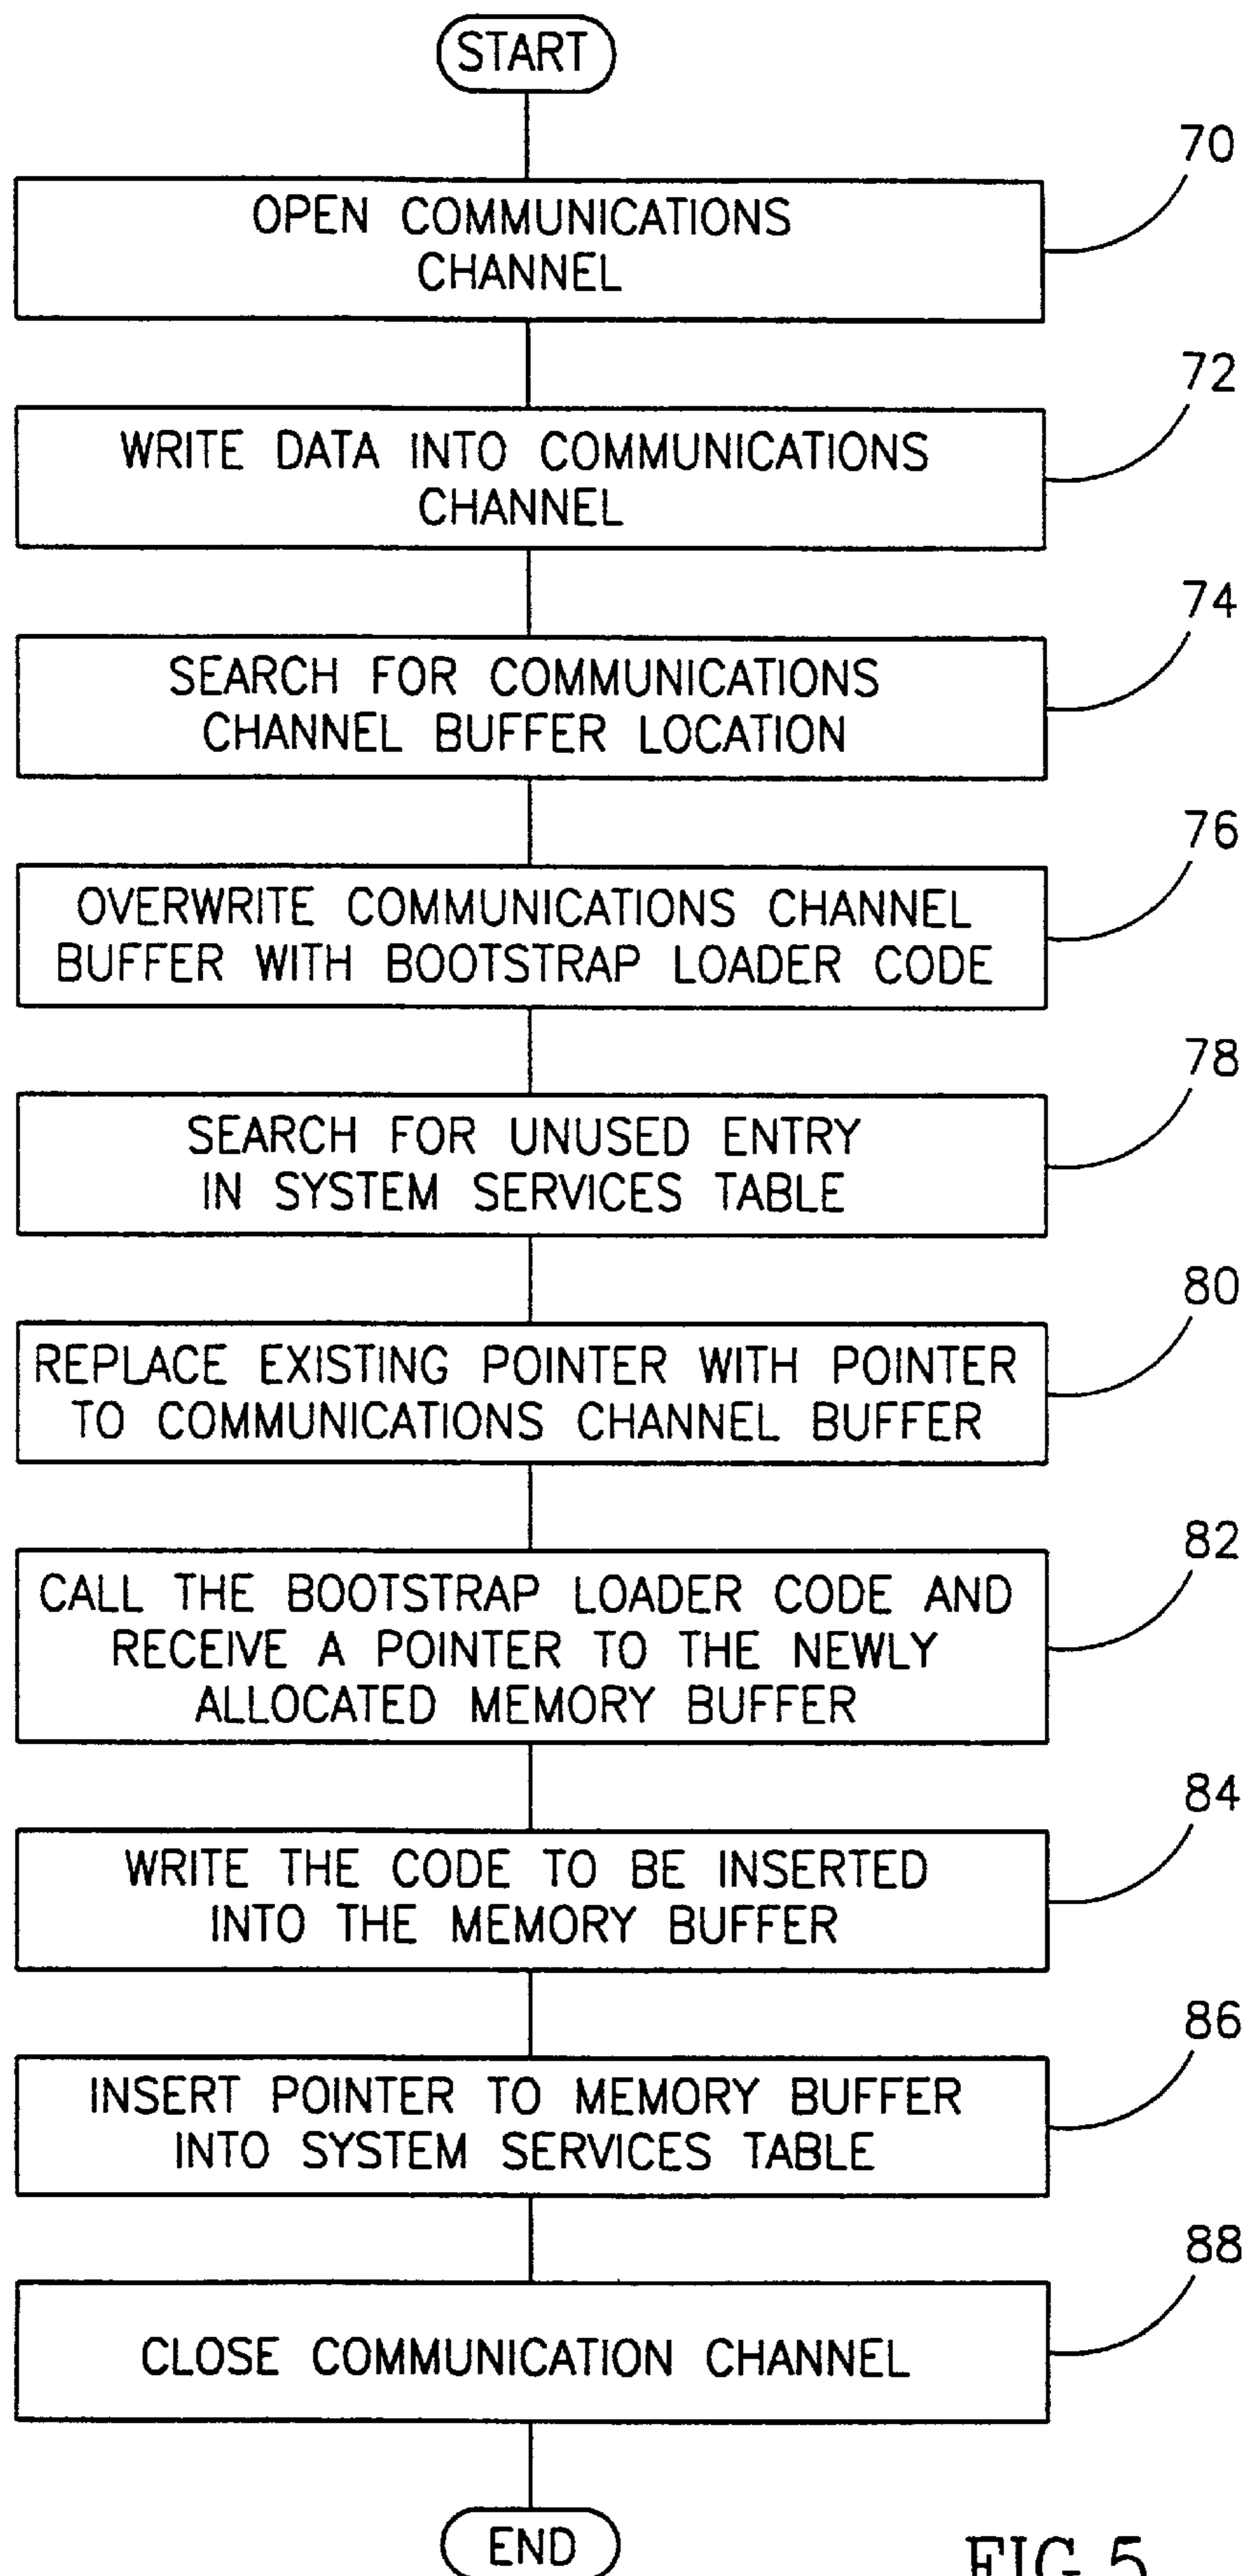 START
70
OPEN COMMUNICATIONS
CHANNEL
72
WRITE DATA INTO COMMUNICATIONS
CHANNEL
74
SEARCH FOR COMMUNICATIONS
CHANNEL BUFFER LOCATION
76
OVERWRITE COMMUNICATIONS CHANNEL
BUFFER WITH BOOTSTRAP LOADER CODE
78
SEARCH FOR UNUSED ENTRY
IN SYSTEM SERVICES TABLE
80
REPLACE EXISTING POINTER WITH POINTER
TO COMMUNICATIONS CHANNEL BUFFER
82
CALL THE BOOTSTRAP LOADER CODE AND
RECEIVE A POINTER TO THE NEWLY
ALLOCATED MEMORY BUFFER
84
WRITE THE CODE TO BE INSERTED
INTO THE MEMORY BUFFER
86
INSERT POINTER TO MEMORY BUFFER
INTO SYSTEM SERVICES TABLE
88
CLOSE COMMUNICATION CHANNEL
END
FIG.5